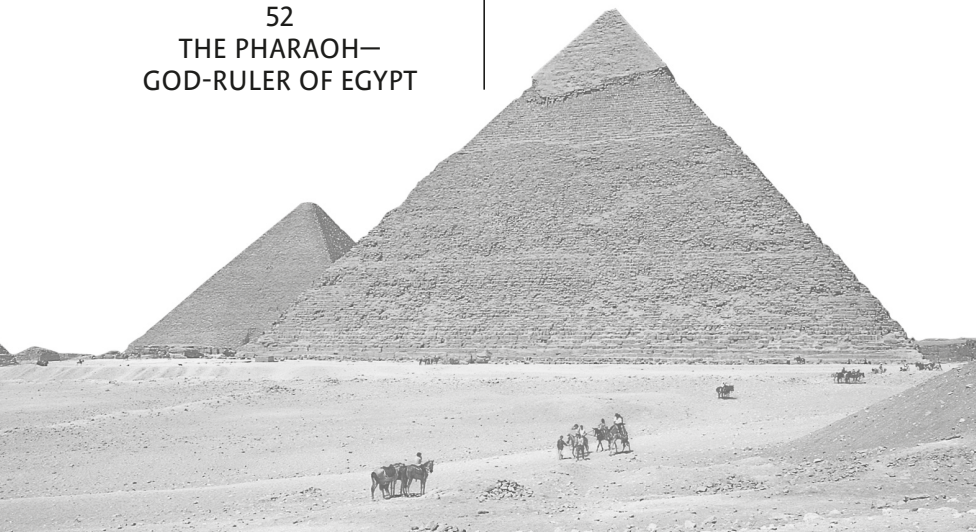 52
THE PHARAOH—
GOD-RULER OF EGYPT